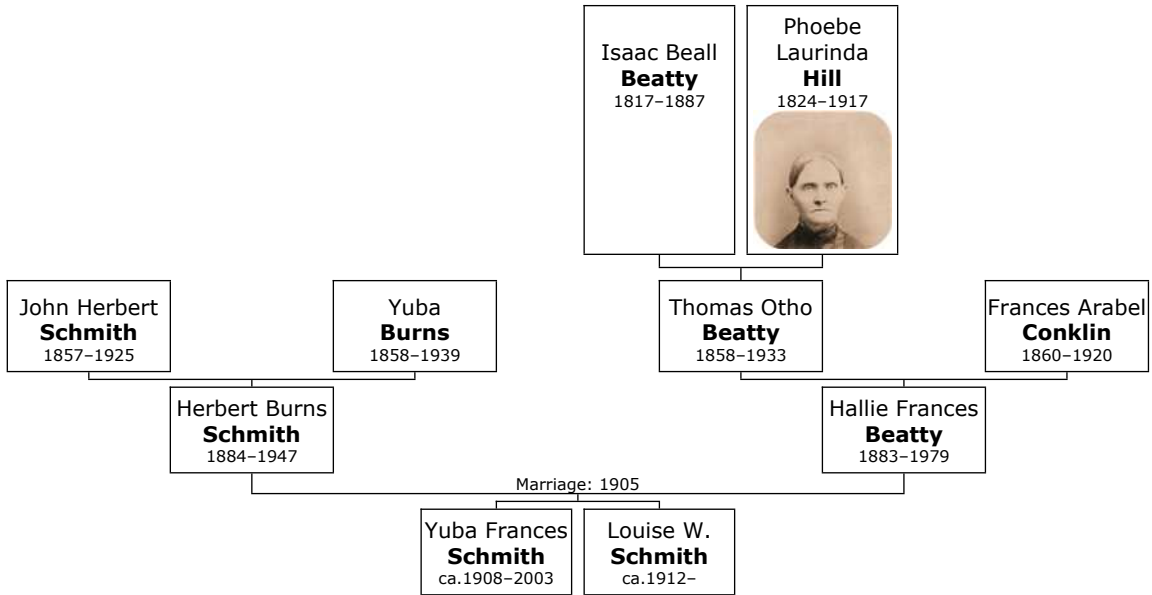 Isaac Beall
Beatty
1817–1887
Phoebe
Laurinda
Hill
1824–1917
John Herbert
Schmith
1857–1925
Yuba
Burns
1858–1939
Thomas Otho
Beatty
1858–1933
Frances Arabel
Conklin
1860–1920
Herbert Burns
Schmith
1884–1947
Hallie Frances
Beatty
1883–1979
Marriage: 1905
Yuba Frances
Schmith
ca.1908–2003
Louise W.
Schmith
ca.1912–